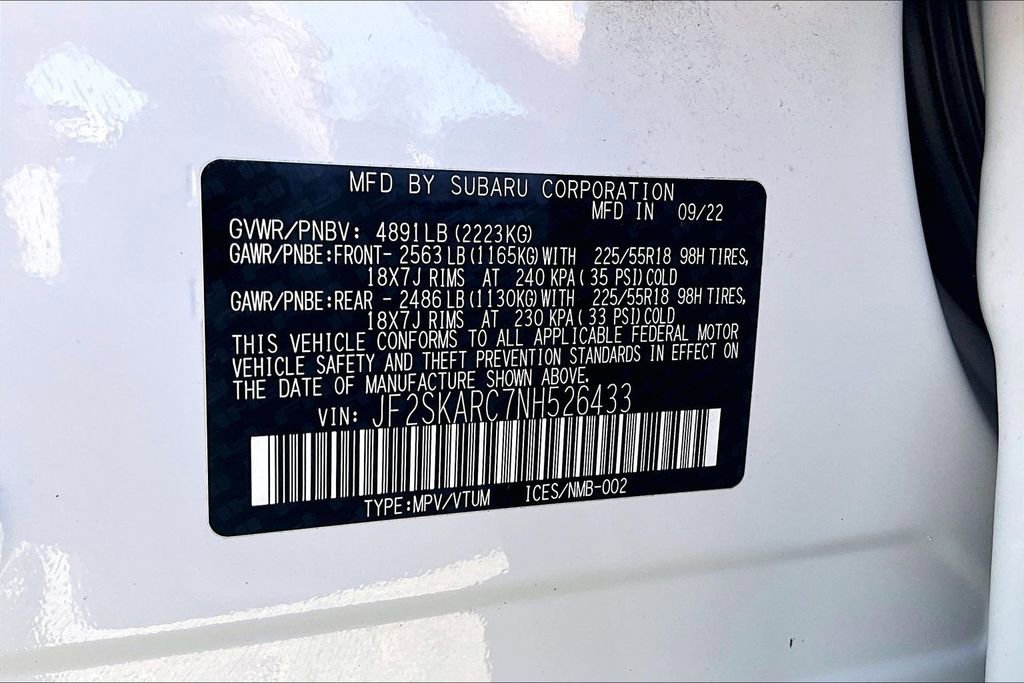 MFD BY SUBARU CORPORATION
MFD IN 09/22
GVWR/PNBV: 4891LB (2223KG)
GAWR/PNBE:FRONT- 2563 LB (1165KG) WITH 225/55R18 98H TIRES,
18X7J RIMS AT 240 KPA ( 35 PSI) COLD
GAWR/PNBE:REAR - 2486 LB (1130KG) WITH 225/55R18 98H TIRES,
18X7J RIMS AT 230 KPA ( 33 PSI) COLD
THIS VEHICLE CONFORMS TO ALL APPLICABLE FEDERAL MOTOR
VEHICLE SAFETY AND THEFT PREVENTION STANDARDS IN EFFECT ON
THE DATE OF MANUFACTURE SHOWN ABOVE.
VIN: JF2SKARC7NH526433
TYPE:MPV/VTUM ICES/NMB-002